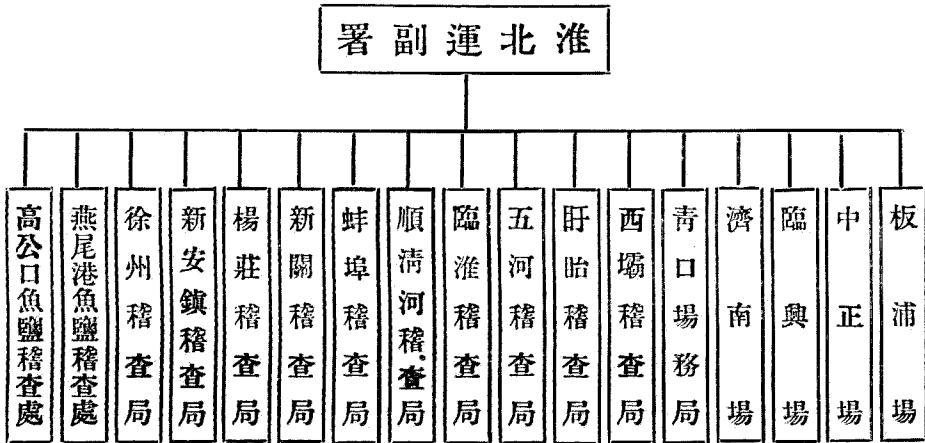 淮北運副署
板浦場
中正場
臨興場
濟南場
青口場務局
西壩稽查局
盱眙稽查局
五河稽查局
臨淮稽查局
順淸河稽查局
蚌埠稽查局
新關稽查局
楊莊稽查局
新安鎮稽查局
徐州稽查局
燕尾港魚鹽稽查處
高公口魚鹽稽查處